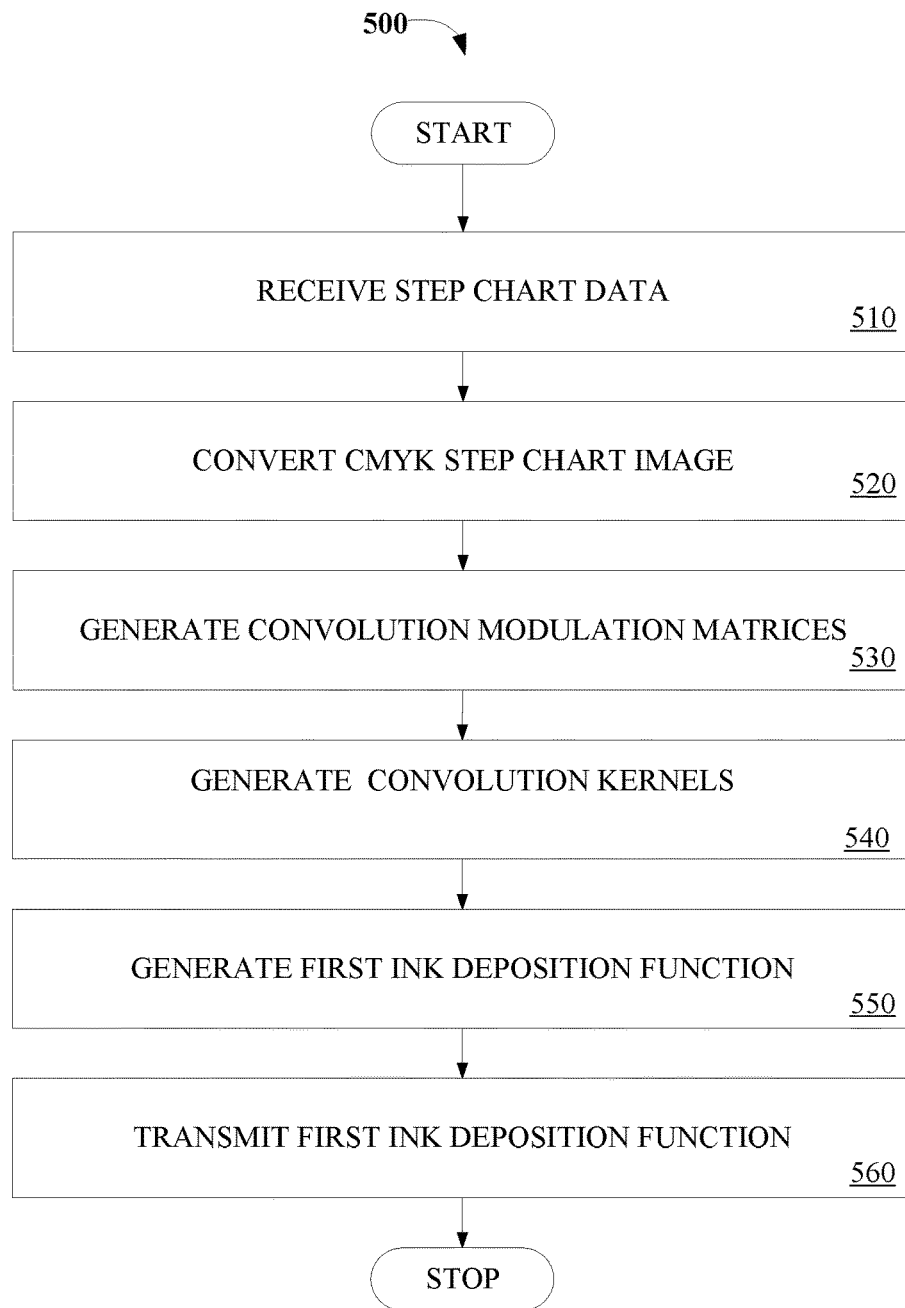 500
START
RECEIVE STEP CHART DATA
510
CONVERT CMYK STEP CHART IMAGE
520
GENERATE CONVOLUTION MODULATION MATRICES
530
GENERATE CONVOLUTION KERNELS
540
GENERATE FIRST INK DEPOSITION FUNCTION
550
TRANSMIT FIRST INK DEPOSITION FUNCTION
560
STOP